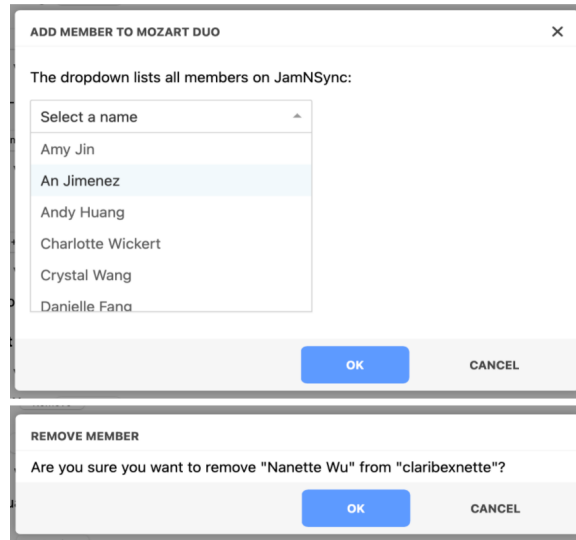 ADD MEMBER TO MOZART DUO
The dropdown lists all members on JamNSync:
Select a name
Amy Jin
An Jimenez
Andy Huang
Charlotte Wickert
Crystal Wang
Danielle Fang
OK CANCEL
REMOVE MEMBER
Are you sure you want to remove "Nanette Wu" from "claribexnette"?
OK CANCEL